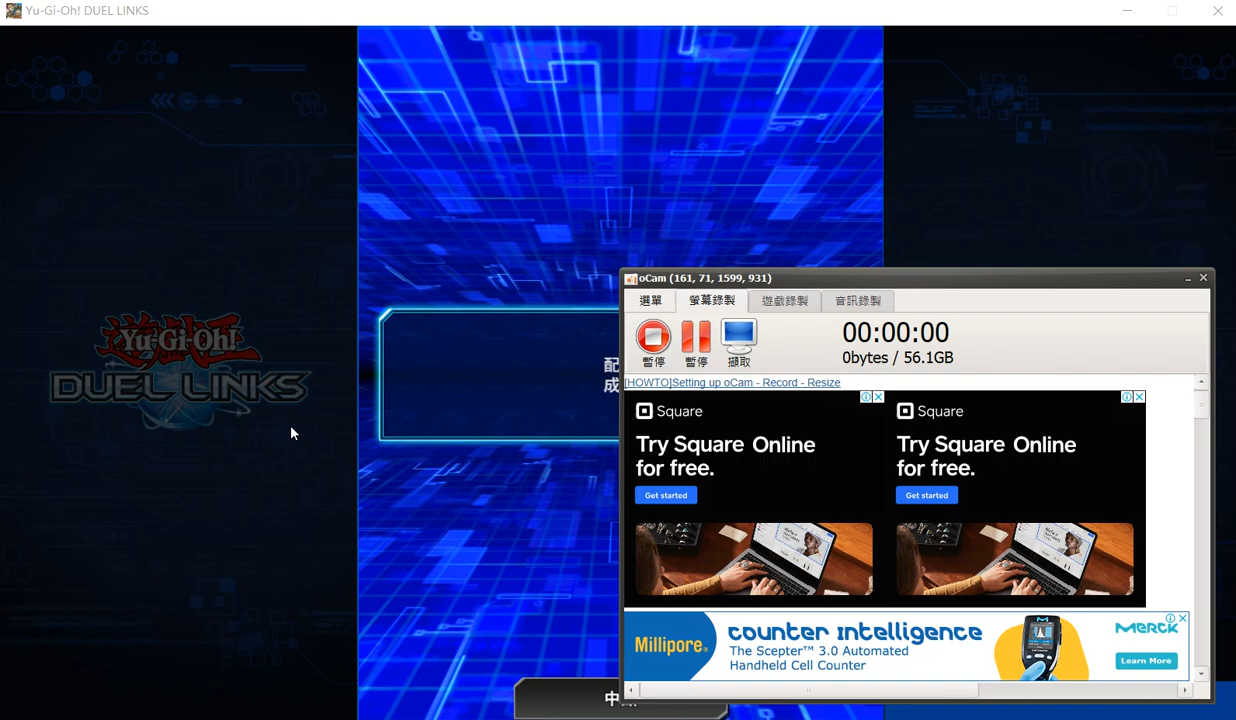 Yu-Gi-Oh! DUEL LINKS
Yu-Gi-Oh!
DUEL LINKS
配
成
中
oCam (161, 71, 1599, 931)
選單 螢幕錄製 遊戲錄製 音訊錄製
暫停 暫停 擷取
00:00:00
0bytes / 56.1GB
[HOWTO]Setting up oCam - Record - Resize
Square
Try Square Online
for free.
Get started
Square
Try Square Online
for free.
Get started
Millipore®
counter intelligence
The Scepter™ 3.0 Automated
Handheld Cell Counter
MERCK
Learn More